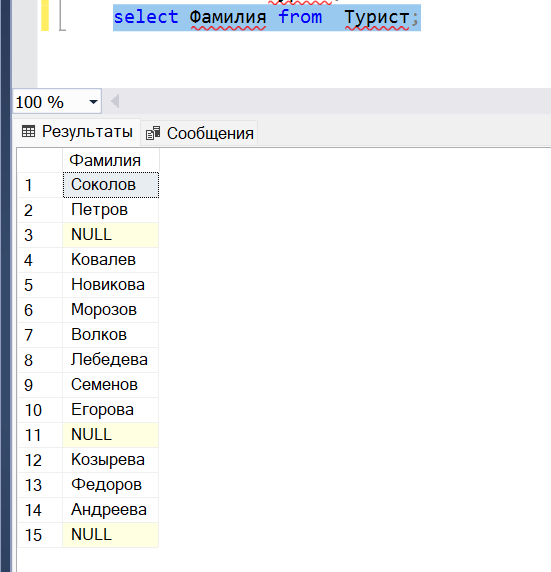 select Фамилия from Турист;
100 %
Результаты Сообщения
Фамилия
1 Соколов
2 Петров
3 NULL
4 Ковалев
5 Новикова
6 Морозов
7 Волков
8 Лебедева
9 Семенов
10 Егорова
11 NULL
12 Козырева
13 Федоров
14 Андреева
15 NULL